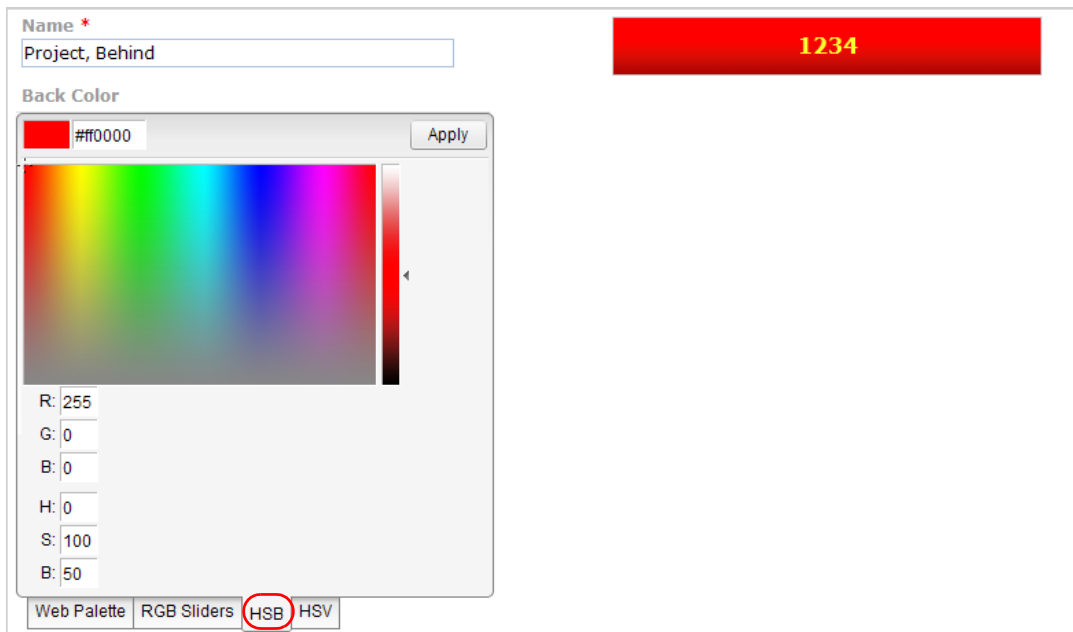 Name *
Project, Behind
1234
Back Color
#ff0000
Apply
R: 255
G: 0
B: 0
H: 0
S: 100
B: 50
Web Palette RGB Sliders HSB HSV